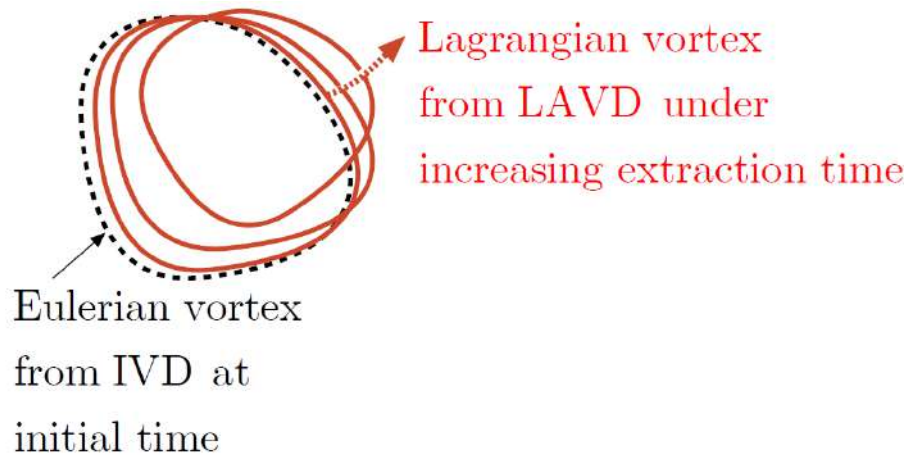 Lagrangian vortex
from LAVD under
increasing extraction time
Eulerian vortex
from IVD at
initial time